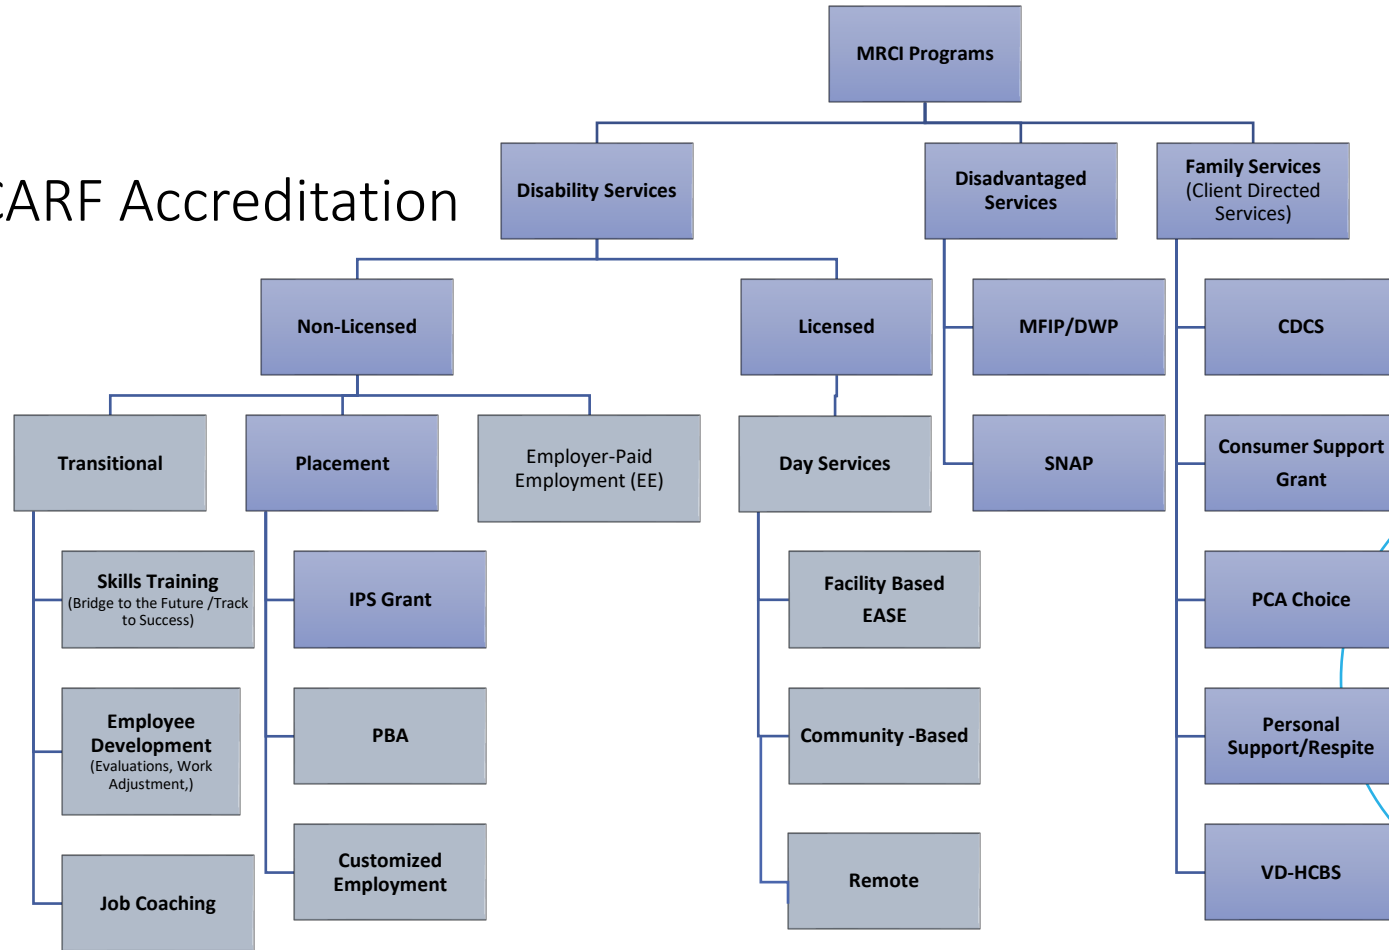 MRCI Programs
CARF Accreditation
Disability Services
Disadvantaged
Services
Family Services
(Client Directed
Services)
Non-Licensed
Licensed
MFIP/DWP
CDCS
Transitional
Placement
Employer-Paid
Employment (EE)
Day Services
SNAP
Consumer Support
Grant
Skills Training
(Bridge to the Future /Track
to Success)
IPS Grant
Facility Based
EASE
PCA Choice
Employee
Development
(Evaluations, Work
Adjustment,)
PBA
Community -Based
Personal
Support/Respite
Job Coaching
Customized
Employment
Remote
VD-HCBS